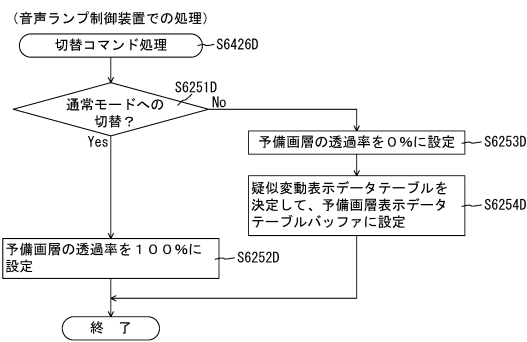 （音声ランプ制御装置での処理）
切替コマンド処理
S6426D
S6251D
通常モードへの
切替？
No
Yes
予備画層の透過率を０％に設定
S6253D
疑似変動表示データテーブルを
決定して、予備画層表示データ
テーブルバッファに設定
S6254D
予備画層の透過率を１００％に
設定
S6252D
終　了